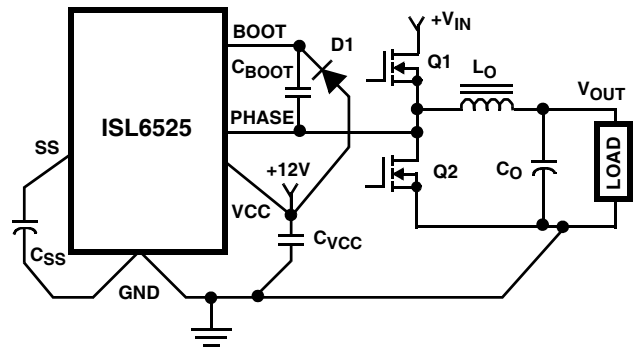 +VIN
BOOT
D1
Q1
CBOOT
LO
VOUT
ISL6525
PHASE
SS
+12V
Q2
CO
LOAD
VCC
CVCC
CSS
GND